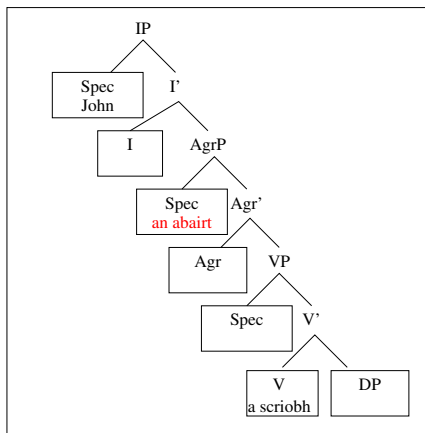 IP
Spec I'
John
I AgrP
Spec Agr'
an abairt
Agr VP
Spec V'
V DP
a scriobh